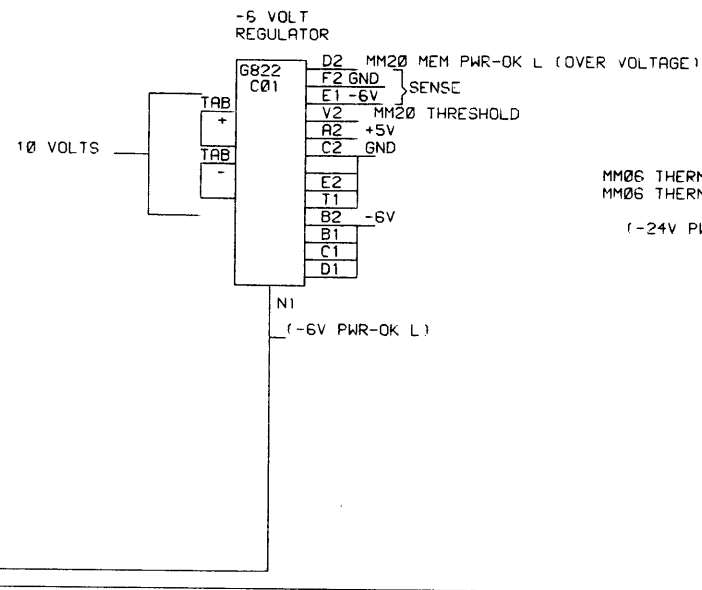 -6 VOLT
REGULATOR
G822
C01
D2 MM20 MEM PWR-OK L (OVER VOLTAGE)
F2 GND
SENSE
E1 -6V
V2 MM20 THRESHOLD
A2 +5V
C2 GND
E2
T1
B2 -6V
B1
C1
D1
TAB
+
TAB
-
10 VOLTS
N1
(-6V PWR-OK L)
MM06 THERM
MM06 THERM
(-24V P